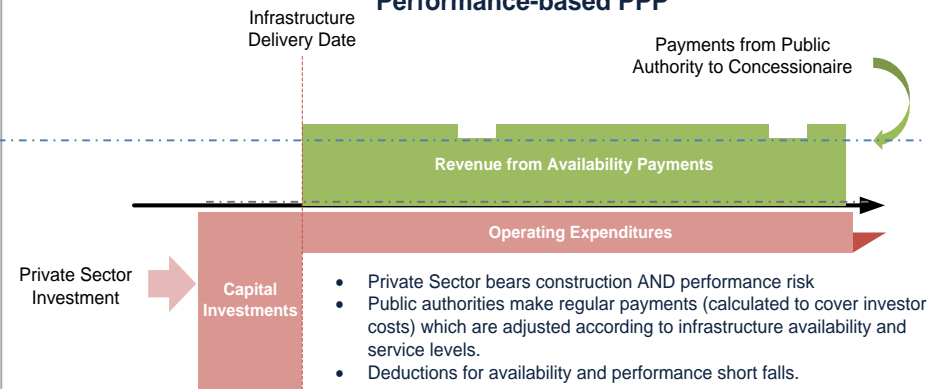 Performance-based PPP
Infrastructure
Delivery Date
Payments from Public
Authority to Concessionaire
Revenue from Availability Payments
Operating Expenditures
Private Sector
Investment
Capital
Investments
• Private Sector bears construction AND performance risk
• Public authorities make regular payments (calculated to cover investor
costs) which are adjusted according to infrastructure availability and
service levels.
• Deductions for availability and performance short falls.